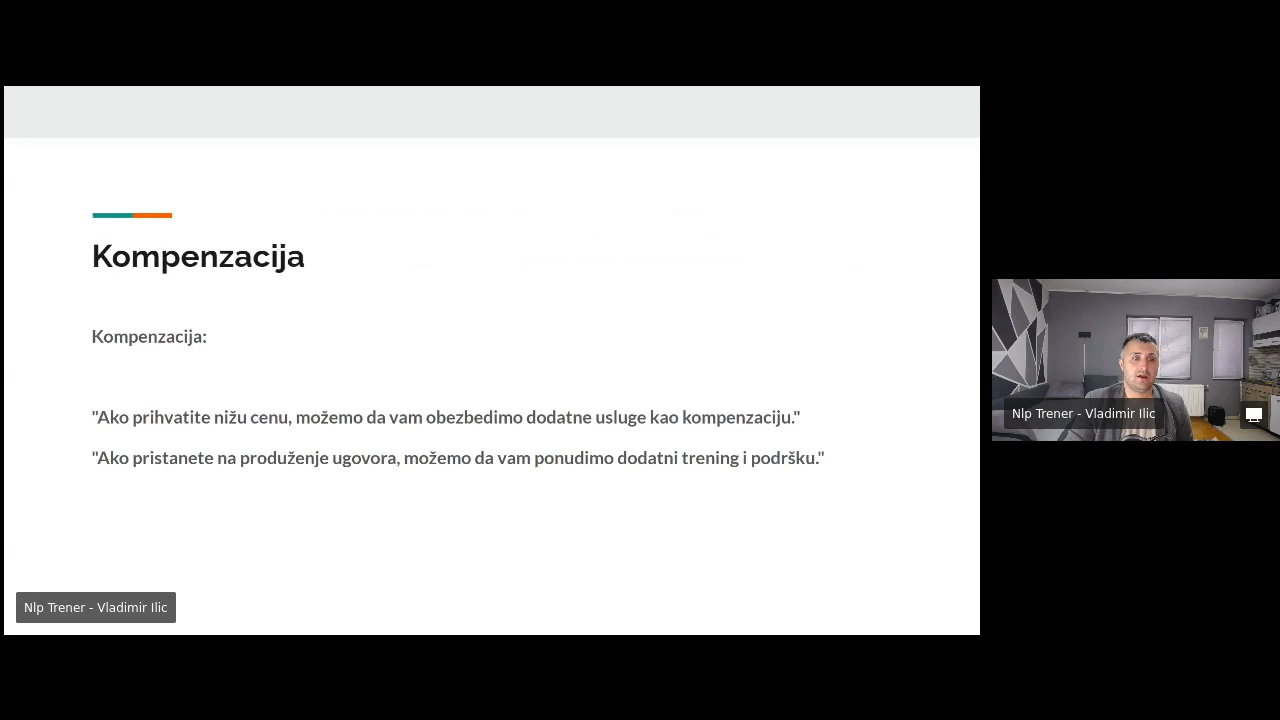 Kompenzacija
Kompenzacija:
"Ako prihvatite nižu cenu, možemo da vam obezbedimo dodatne usluge kao kompenzaciju."
"Ako pristanete na produženje ugovora, možemo da vam ponudimo dodatni trening i podršku."
Nlp Trener - Vladimir Ilic
Nlp Trener - Vladimir Ilic